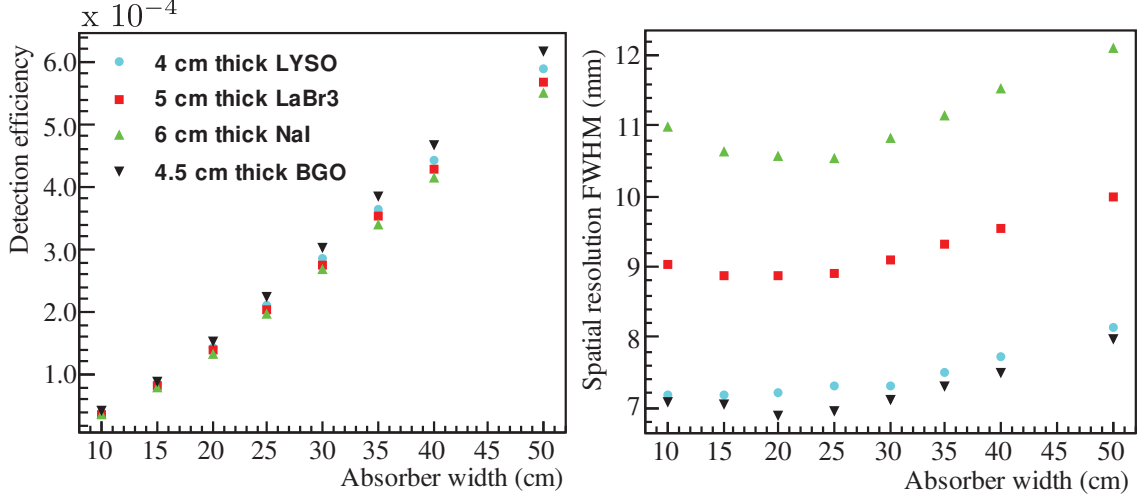 x 10⁻⁴
Detection efficiency
6.0
5.0
4.0
3.0
2.0
1.0
4 cm thick LYSO
5 cm thick LaBr3
6 cm thick NaI
4.5 cm thick BGO
10 15 20 25 30 35 40 50
Absorber width (cm)
Spatial resolution FWHM (mm)
12
11
10
9
8
7
10 15 20 25 30 35 40 50
Absorber width (cm)